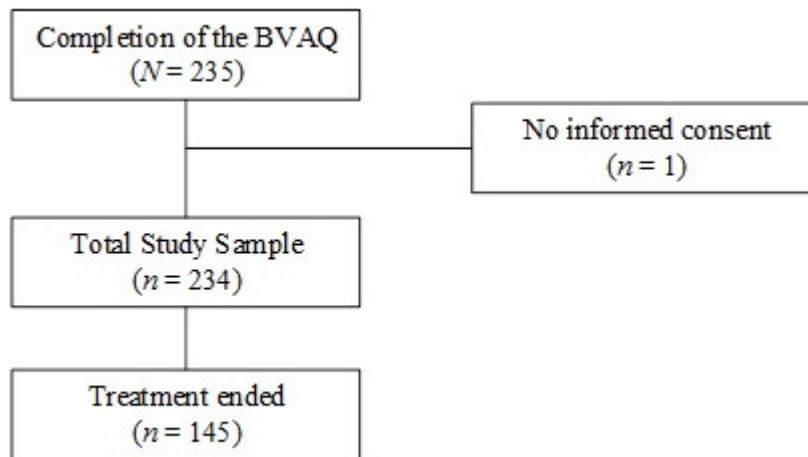 Completion of the BVAQ
(N = 235)
No informed consent
(n = 1)
Total Study Sample
(n = 234)
Treatment ended
(n = 145)